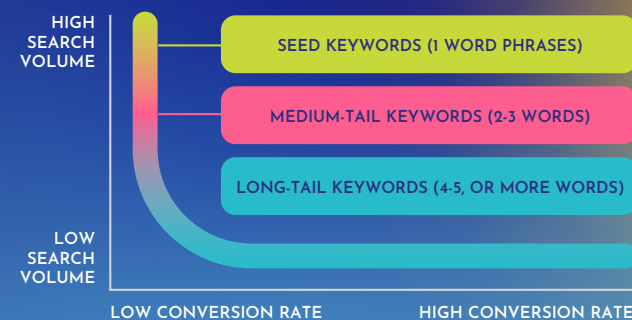 HIGH
SEARCH
VOLUME
SEED KEYWORDS (1 WORD PHRASES)
MEDIUM-TAIL KEYWORDS (2-3 WORDS)
LONG-TAIL KEYWORDS (4-5, OR MORE WORDS)
LOW
SEARCH
VOLUME
LOW CONVERSION RATE
HIGH CONVERSION RATE